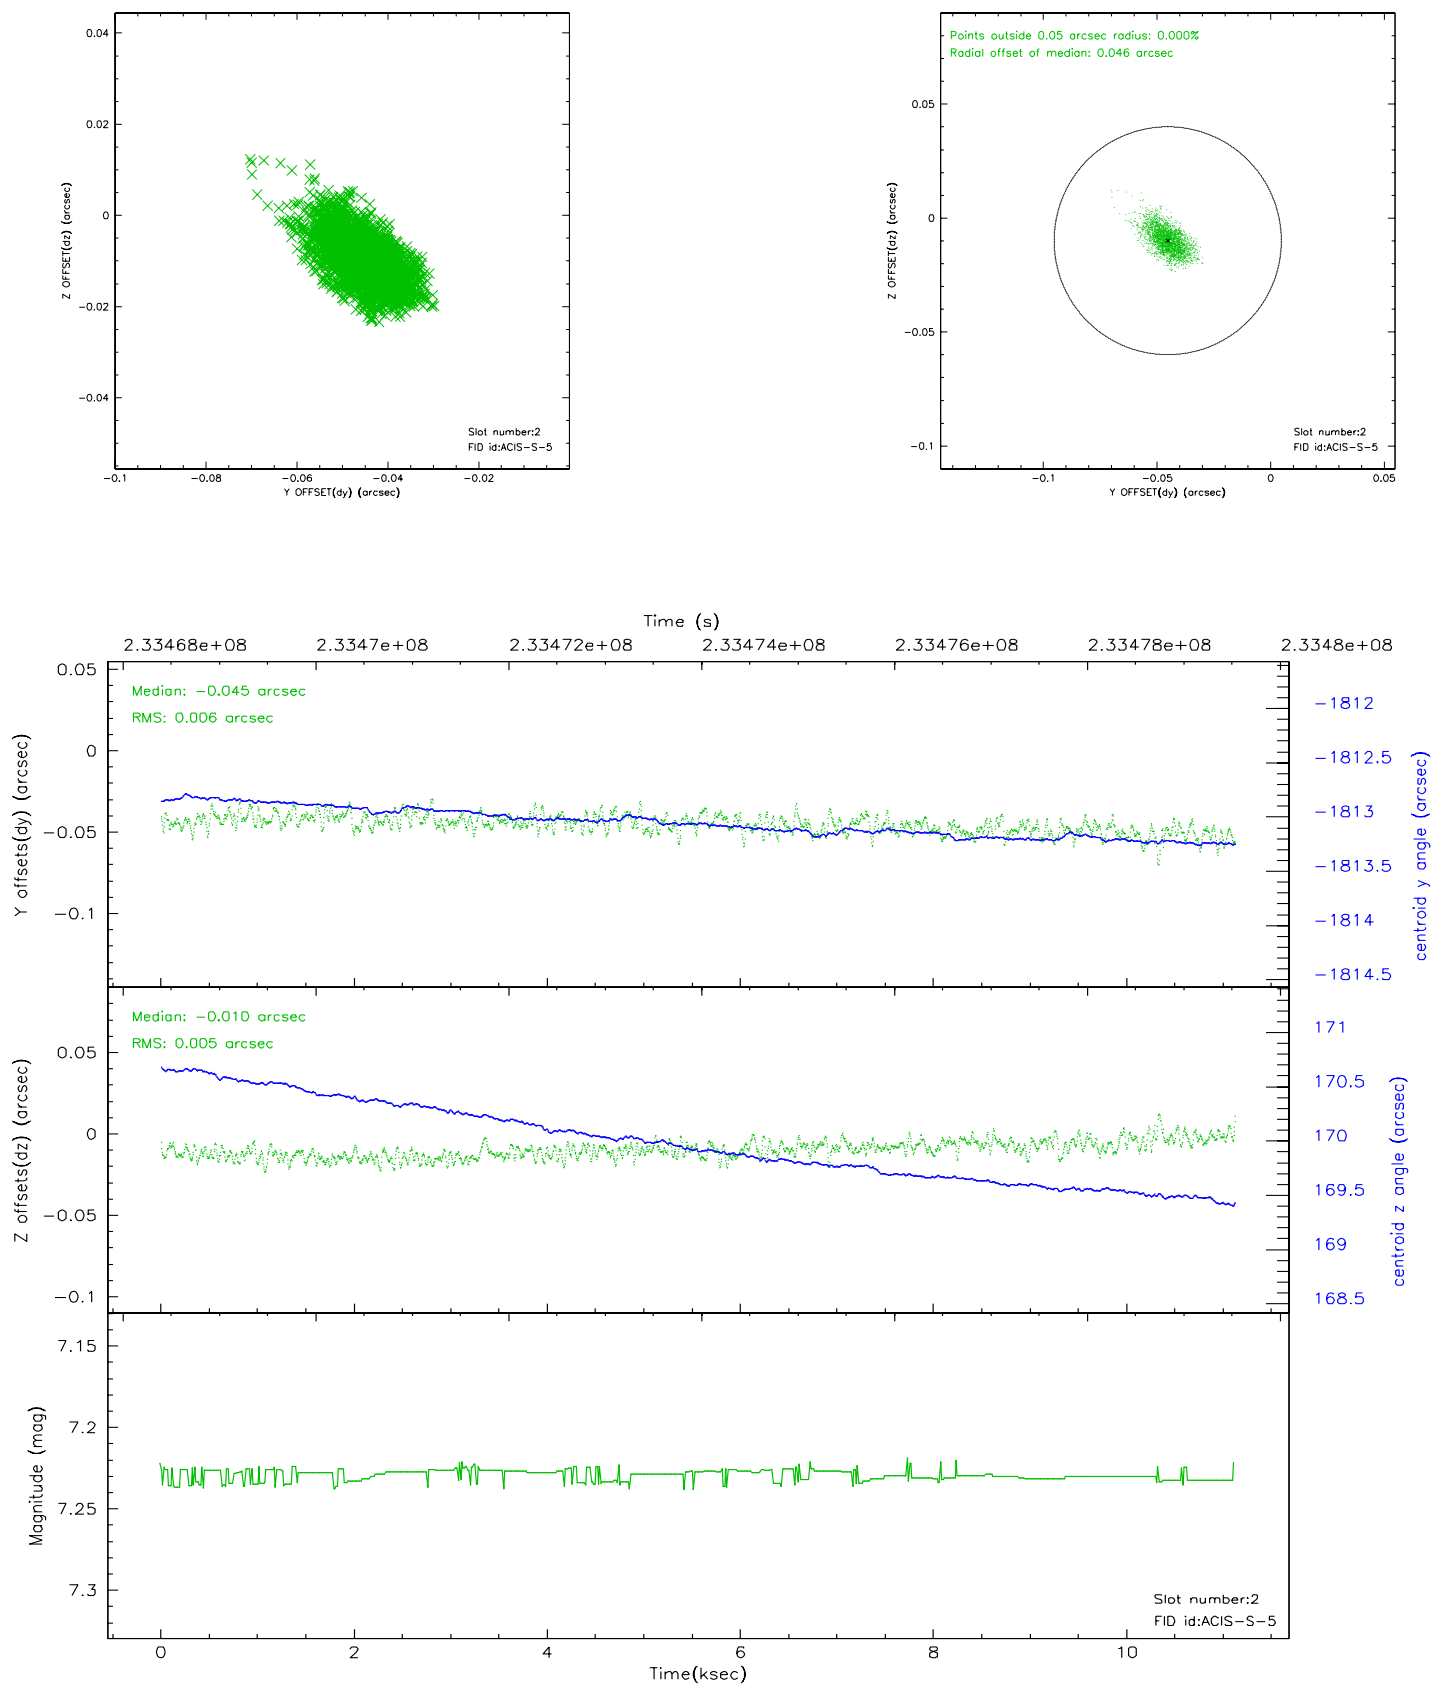 0.04
0.02
0
−0.02
−0.04
−0.1
−0.08
−0.06
−0.04
−0.02
Z OFFSET(dz) (arcsec)
Y OFFSET(dy) (arcsec)
Slot number:2
FID id:ACIS−S−5
Points outside 0.05 arcsec radius: 0.000%
Radial offset of median: 0.046 arcsec
0.05
0
−0.05
−0.1
−0.1
−0.05
0
0.05
Z OFFSET(dz) (arcsec)
Y OFFSET(dy) (arcsec)
Slot number:2
FID id:ACIS−S−5
Time (s)
2.33468e+08
2.3347e+08
2.33472e+08
2.33474e+08
2.33476e+08
2.33478e+08
2.3348e+08
Median: −0.045 arcsec
RMS: 0.006 arcsec
0.05
0
−0.05
−0.1
Y offsets(dy) (arcsec)
−1812
−1812.5
−1813
−1813.5
−1814
−1814.5
centroid y angle (arcsec)
Median: −0.010 arcsec
RMS: 0.005 arcsec
0.05
0
−0.05
−0.1
Z offsets(dz) (arcsec)
171
170.5
170
169.5
169
168.5
centroid z angle (arcsec)
7.15
7.2
7.25
7.3
Magnitude (mag)
Slot number:2
FID id:ACIS−S−5
0
2
4
6
8
10
Time(ksec)